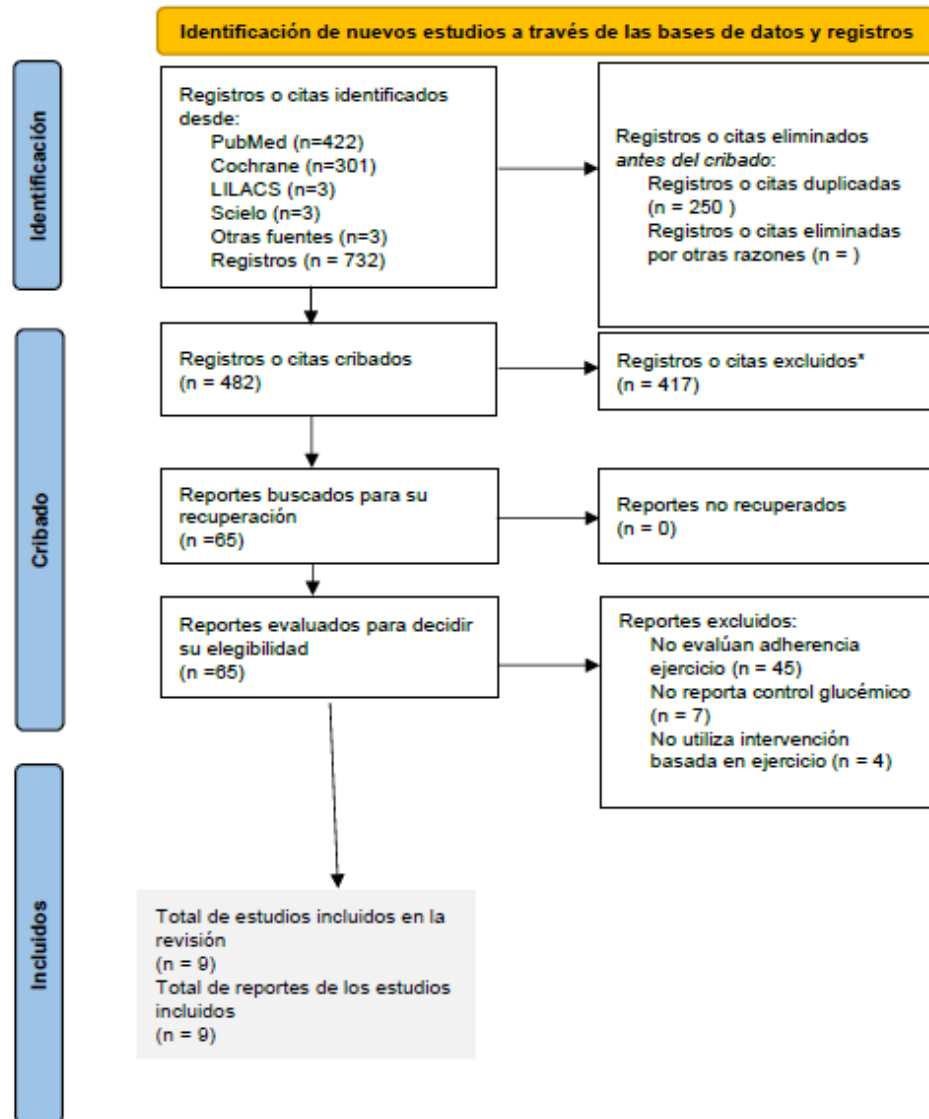 Identificación de nuevos estudios a través de las bases de datos y registros
Identificación
Registros o citas identificados
desde:
PubMed (n=422)
Cochrane (n=301)
LILACS (n=3)
Scielo (n=3)
Otras fuentes (n=3)
Registros (n = 732)
Registros o citas eliminados
antes del cribado:
Registros o citas duplicadas
(n = 250 )
Registros o citas eliminadas
por otras razones (n = )
Cribado
Registros o citas cribados
(n = 482)
Registros o citas excluidos*
(n = 417)
Reportes buscados para su
recuperación
(n =65)
Reportes no recuperados
(n = 0)
Reportes evaluados para decidir
su elegibilidad
(n =65)
Reportes excluidos:
No evalúan adherencia
ejercicio (n = 45)
No reporta control glucémico
(n = 7)
No utiliza intervención
basada en ejercicio (n = 4)
Incluidos
Total de estudios incluidos en la
revisión
(n = 9)
Total de reportes de los estudios
incluidos
(n = 9)